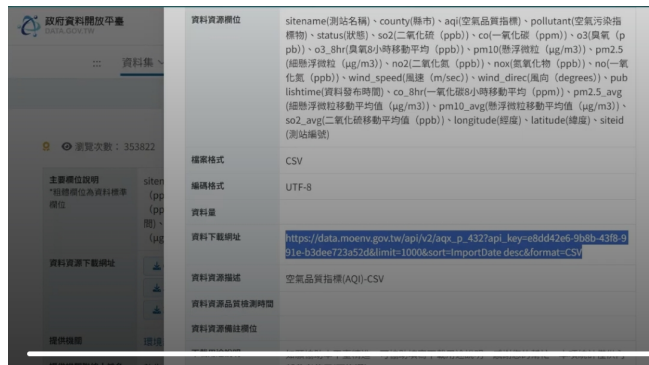 政府資料開放平臺
DATA.GOV.TW
資料集
瀏覽次數：353822
主要欄位說明
*粗體欄位為資料標準
欄位
siten
（pp
（pp
間)、
（μg
資料資源下載網址
提供機關
環境
資料資源欄位
sitename(測站名稱)、county(縣市)、aqi(空氣品質指標)、pollutant(空氣污染指
標物)、status(狀態)、so2(二氧化硫（ppb）)、co(一氧化碳（ppm）)、o3(臭氧（p
pb）)、o3_8hr(臭氧8小時移動平均（ppb）)、pm10(懸浮微粒（μg/m3）)、pm2.5
(細懸浮微粒（μg/m3）)、no2(二氧化氮（ppb）)、nox(氮氧化物（ppb）)、no(一氧
化氮（ppb）)、wind_speed(風速（m/sec）)、wind_direc(風向（degrees）)、pub
lishtime(資料發布時間)、co_8hr(一氧化碳8小時移動平均（ppm）)、pm2.5_avg
(細懸浮微粒移動平均值（μg/m3）)、pm10_avg(懸浮微粒移動平均值（μg/m3）)、
so2_avg(二氧化硫移動平均值（ppb）)、longitude(經度)、latitude(緯度)、siteid
(測站編號)
檔案格式
CSV
編碼格式
UTF-8
資料量
資料下載網址
https://data.moenv.gov.tw/api/v2/aqx_p_432?api_key=e8dd42e6-9b8b-43f8-9
91e-b3dee723a52d&limit=1000&sort=ImportDate desc&format=CSV
資料資源描述
空氣品質指標(AQI)-CSV
資料資源品質檢測時間
資料資源備註欄位